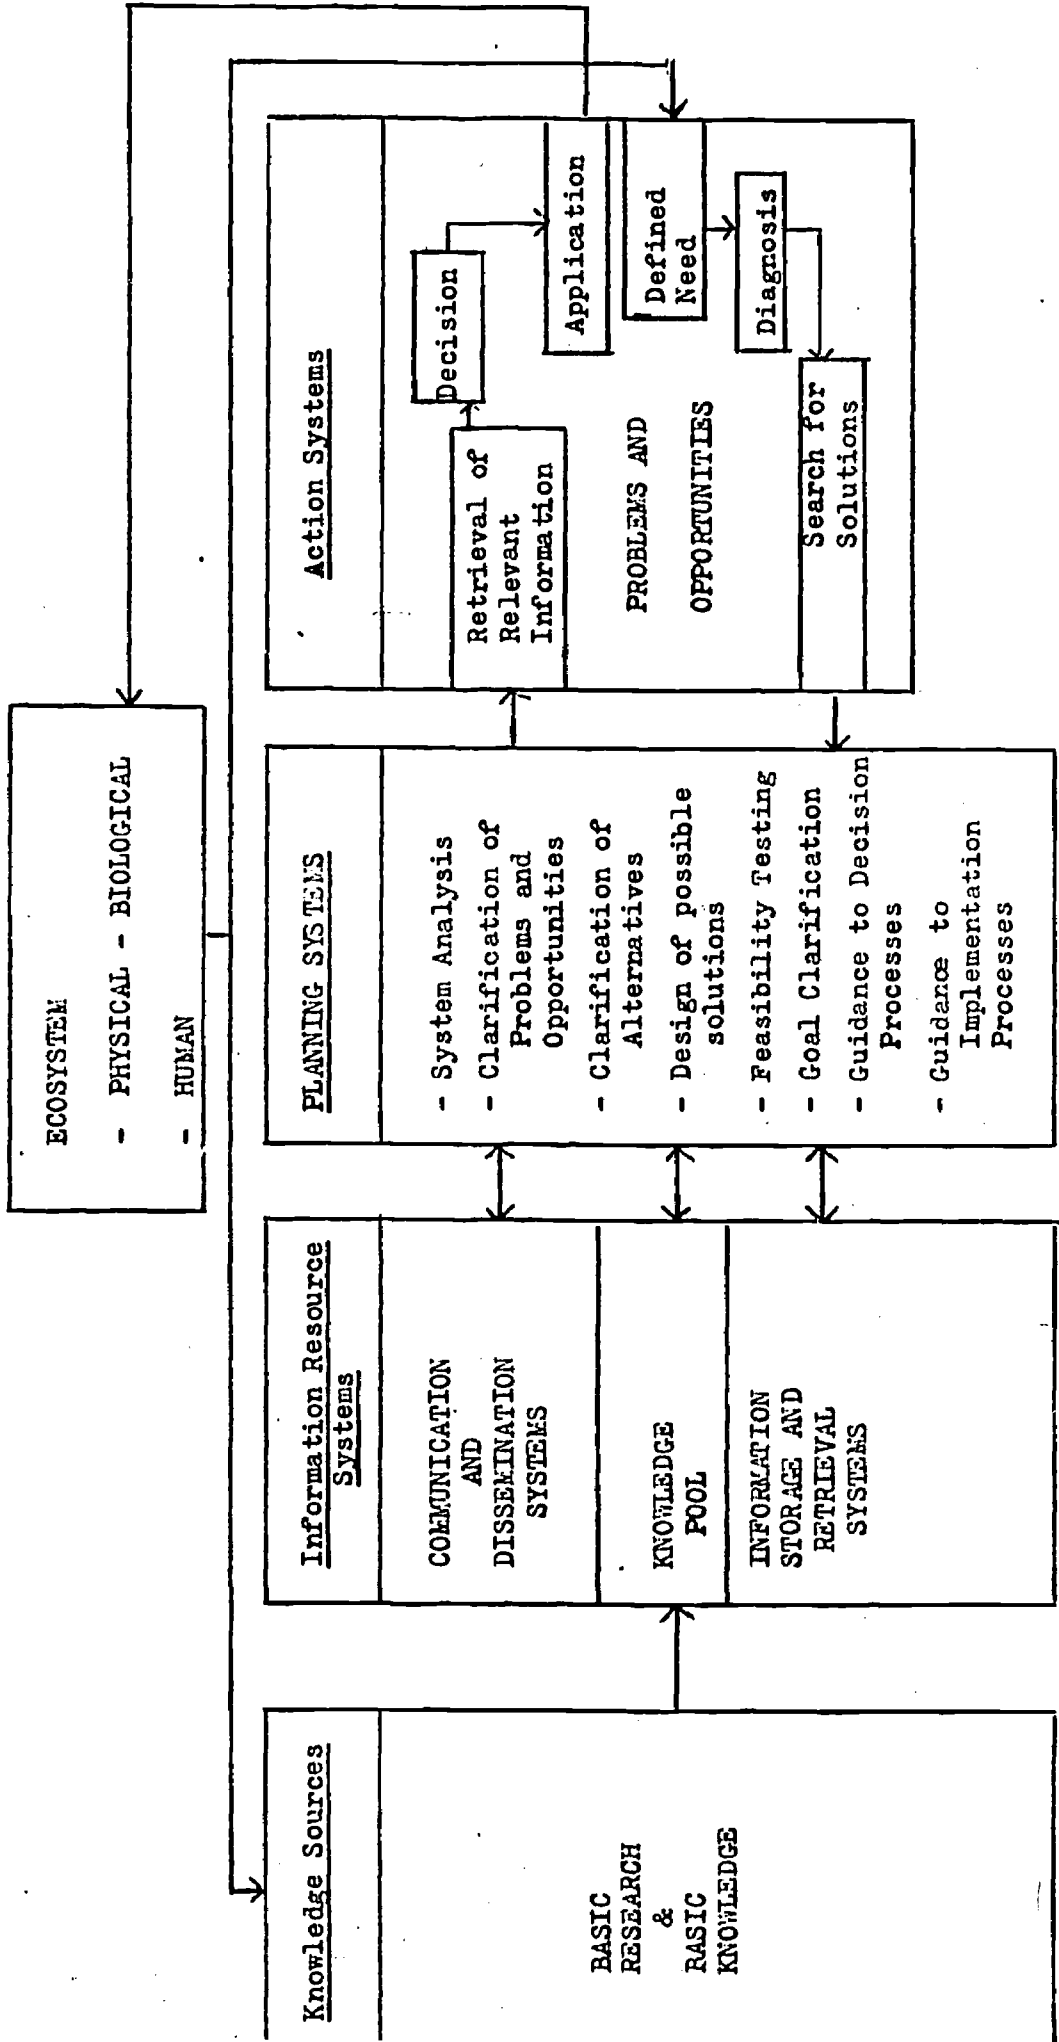 ECOSYSTEM
- PHYSICAL - BIOLOGICAL
- HUMAN
Knowledge Sources
BASIC
RESEARCH
&
RASIC
KNOWLEDGE
Information Resource
Systems
COMMUNICATION
AND
DISSEMINATION
SYSTEMS
KNOWLEDGE
POOL
INFORMATION
STORAGE AND
RETRIEVAL
SYSTEMS
PLANNING SYSTEMS
- System Analysis
- Clarification of
Problems and
Opportunities
- Clarification of
Alternatives
- Design of possible
solutions
- Feasibility Testing
- Goal Clarification
- Guidance to Decision
Processes
- Guidance to
Implementation
Processes
Action Systems
Retrieval of
Relevant
Information
Decision
Application
PROBLEMS AND
OPPORTUNITIES
Defined
Need
Diagnosis
Search for
Solutions